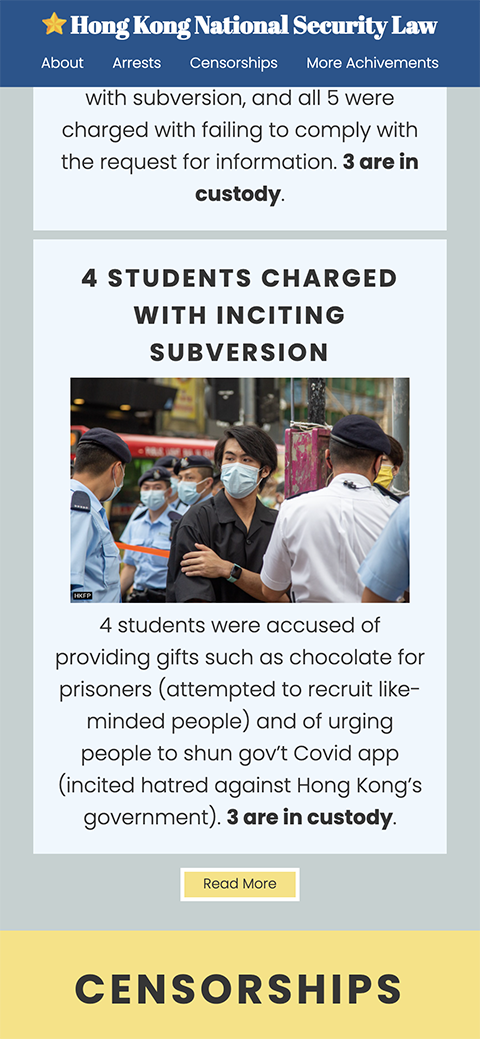 Hong Kong National Security Law
About Arrests Censorships More Achivements
with subversion, and all 5 were
charged with failing to comply with
the request for information. 3 are in
custody.
4 STUDENTS CHARGED
WITH INCITING
SUBVERSION
HKFP
4 students were accused of
providing gifts such as chocolate for
prisoners (attempted to recruit like-
minded people) and of urging
people to shun gov’t Covid app
(incited hatred against Hong Kong’s
government). 3 are in custody.
Read More
CENSORSHIPS